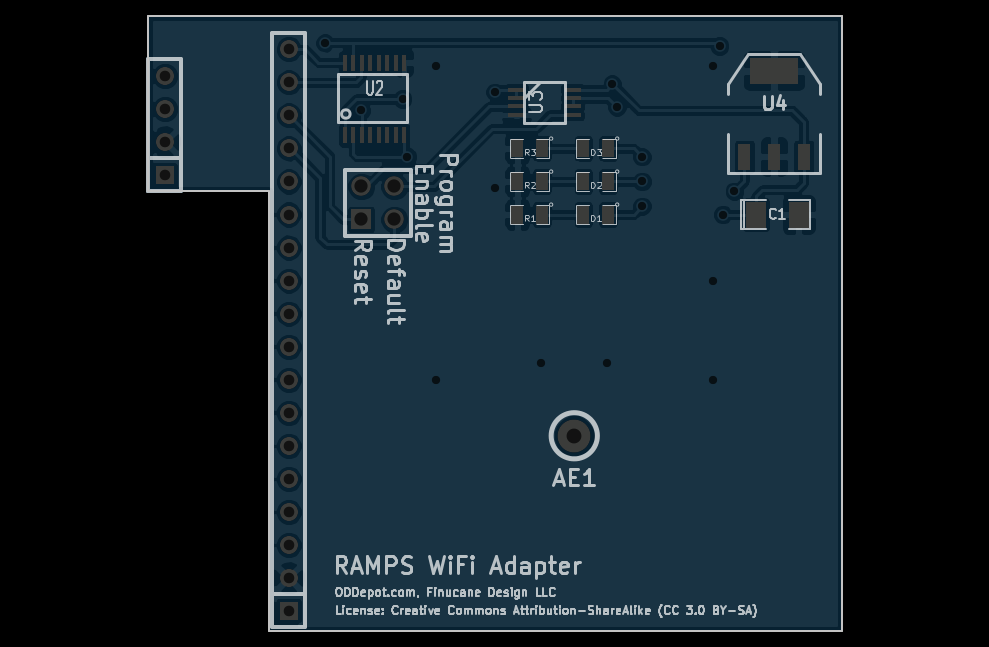 U2
U3
U4
R3
D3
R2
D2
R1
D1
C1
Program
Enable
Reset
Default
AE1
RAMPS WiFi Adapter
ODDepot.com, Finucane Design LLC
License: Creative Commons Attribution-ShareAlike (CC 3.0 BY-SA)